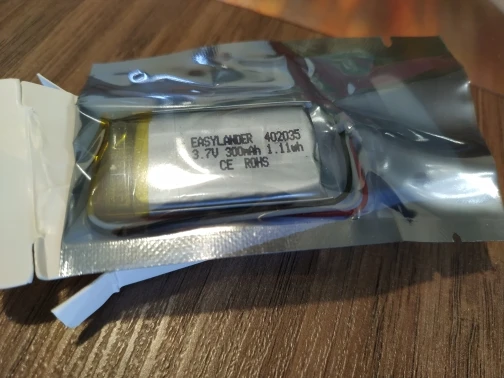 EASYLANDER 402035
3.7V 300mAh 1.11wh
CE ROHS